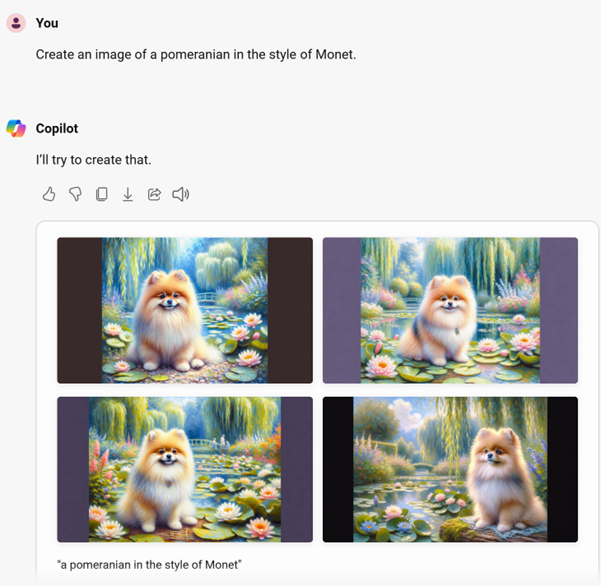 You
Create an image of a pomeranian in the style of Monet.
Copilot
I'll try to create that.
"a pomeranian in the style of Monet"